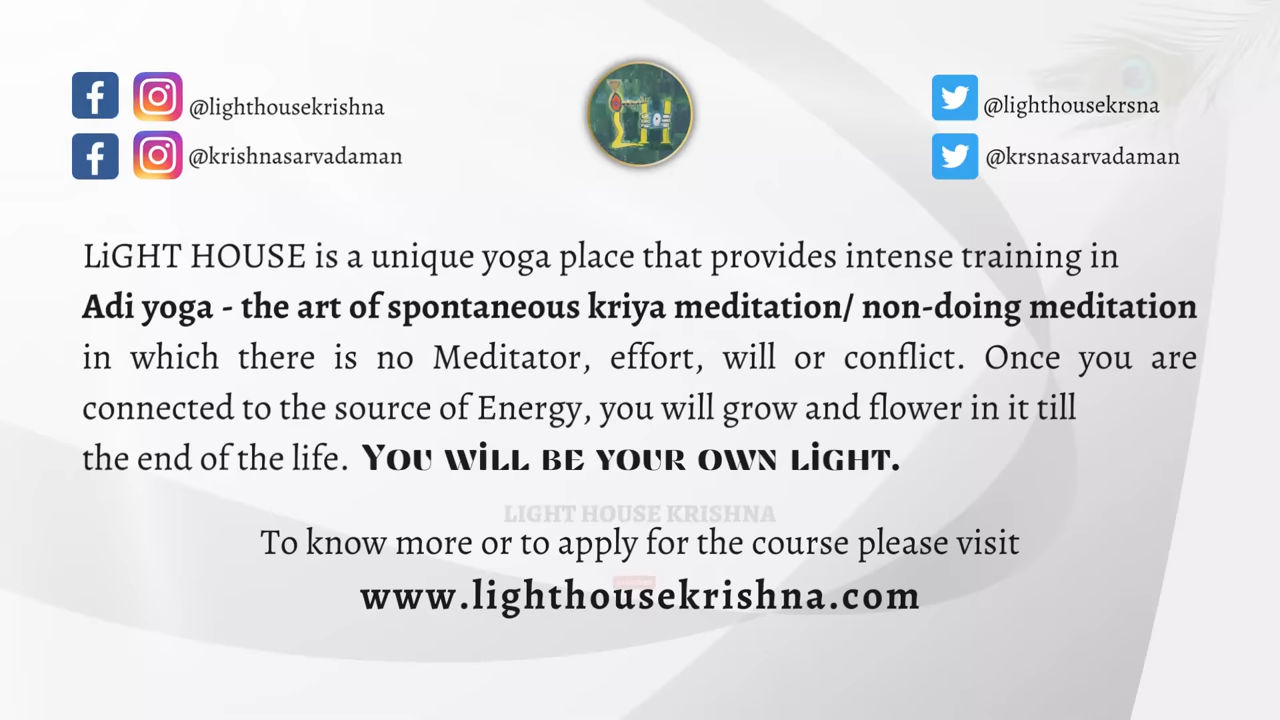 @lighthousekrishna
@krishnasarvadaman
LH
@lighthousekrsna
@krsnasarvadaman
LiGHT HOUSE is a unique yoga place that provides intense training in
Adi yoga - the art of spontaneous kriya meditation/ non-doing meditation
in which there is no Meditator, effort, will or conflict. Once you are
connected to the source of Energy, you will grow and flower in it till
the end of the life. YOU WiLL BE YOUR OWN LiGHT.
LIGHT HOUSE KRISHNA
To know more or to apply for the course please visit
www.lighthousekrishna.com